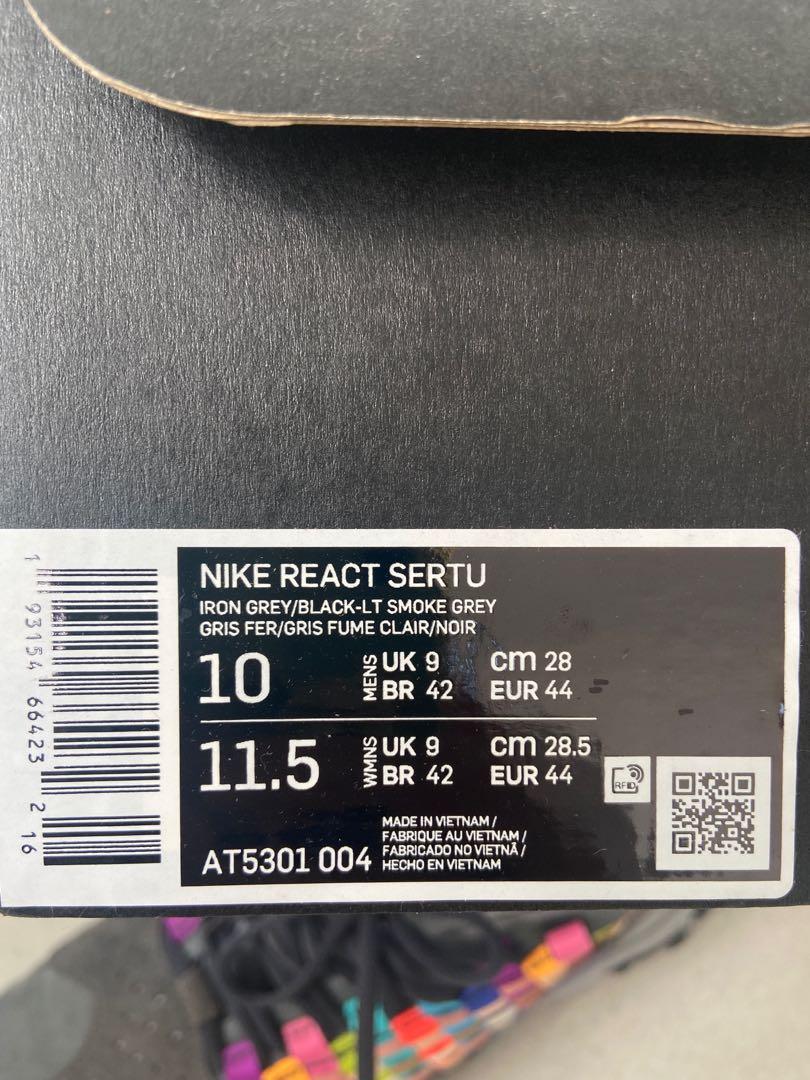 NIKE REACT SERTU
IRON GREY/BLACK-LT SMOKE GREY
GRIS FER/GRIS FUME CLAIR/NOIR
10 MENS UK 9 cm 28
BR 42 EUR 44
11.5 WMNS UK 9 cm 28.5
BR 42 EUR 44
RFID
AT5301 004
MADE IN VIETNAM /
FABRIQUE AU VIETNAM /
FABRICADO NO VIETNÃ /
HECHO EN VIETNAM
1 93154 66423 2 16